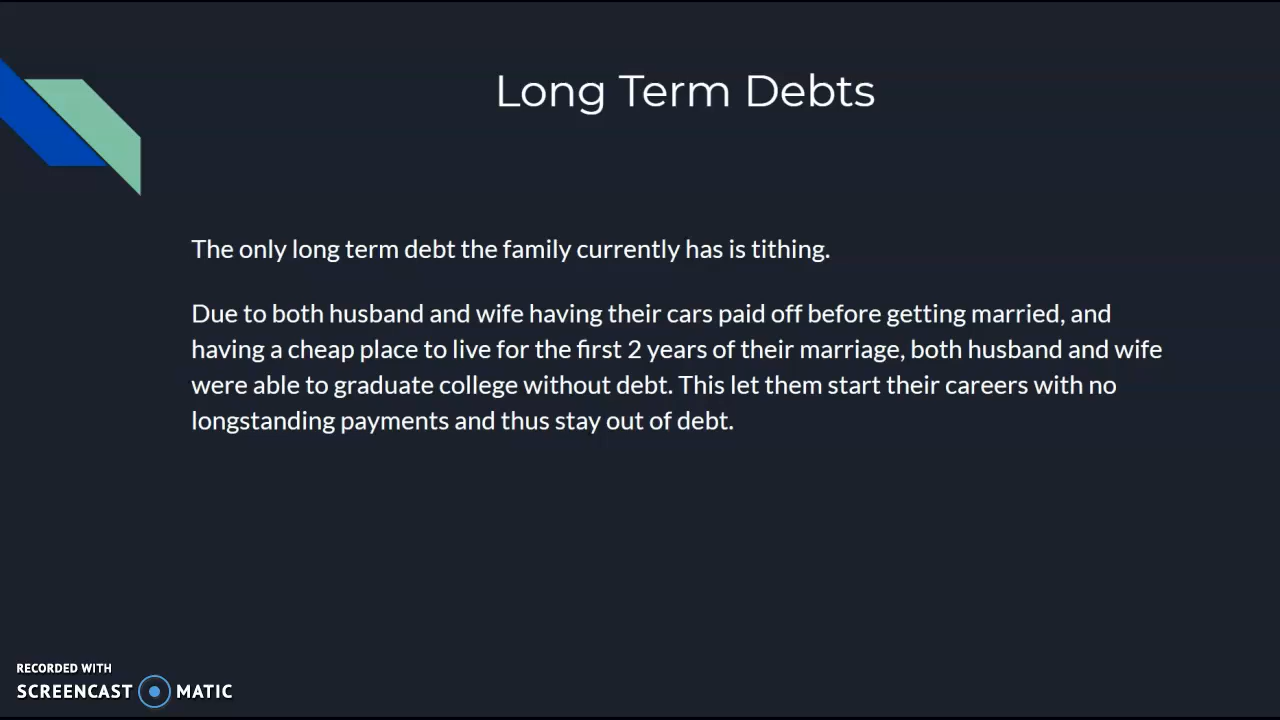 Long Term Debts
The only long term debt the family currently has is tithing.
Due to both husband and wife having their cars paid off before getting married, and
having a cheap place to live for the first 2 years of their marriage, both husband and wife
were able to graduate college without debt. This let them start their careers with no
longstanding payments and thus stay out of debt.
RECORDED WITH
SCREENCAST MATIC